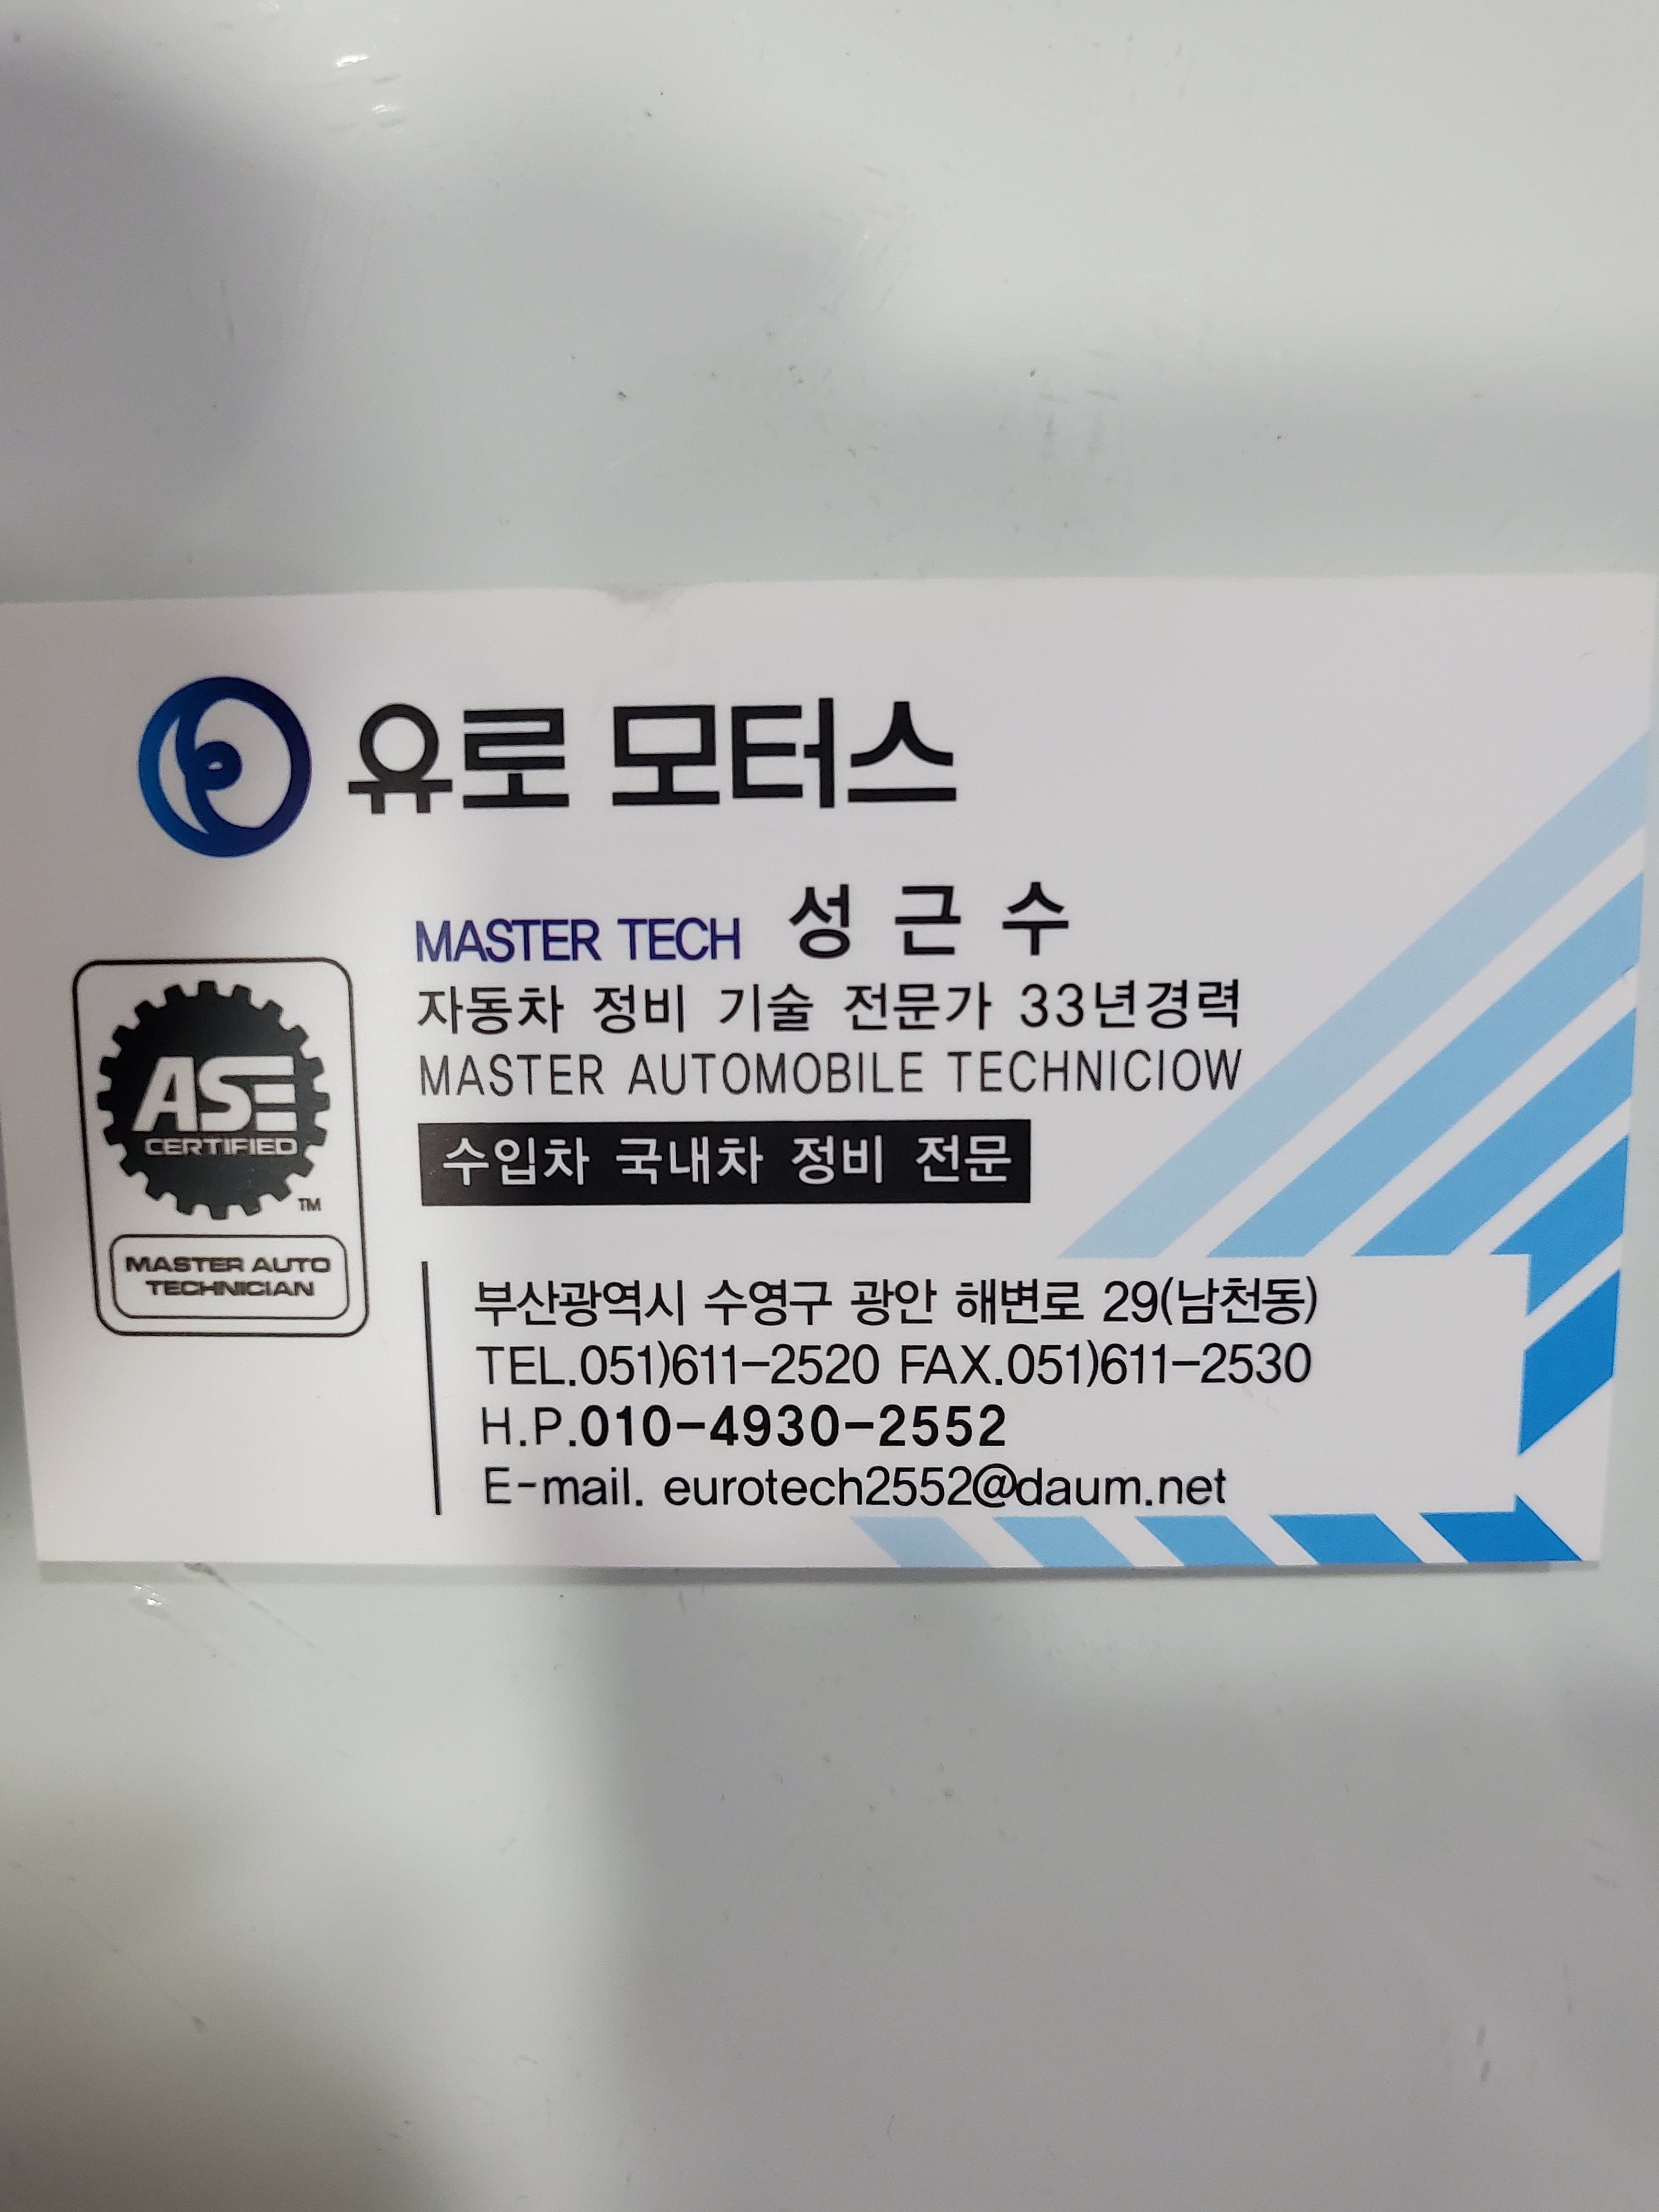 유로 모터스
MASTER TECH 성 근 수
자동차 정비 기술 전문가 33년경력
MASTER AUTOMOBILE TECHNICIOW
수입차 국내차 정비 전문
ASE
CERTIFIED
TM
MASTER AUTO
TECHNICIAN
부산광역시 수영구 광안 해변로 29(남천동)
TEL.051)611-2520 FAX.051)611-2530
H.P.010-4930-2552
E-mail. eurotech2552@daum.net